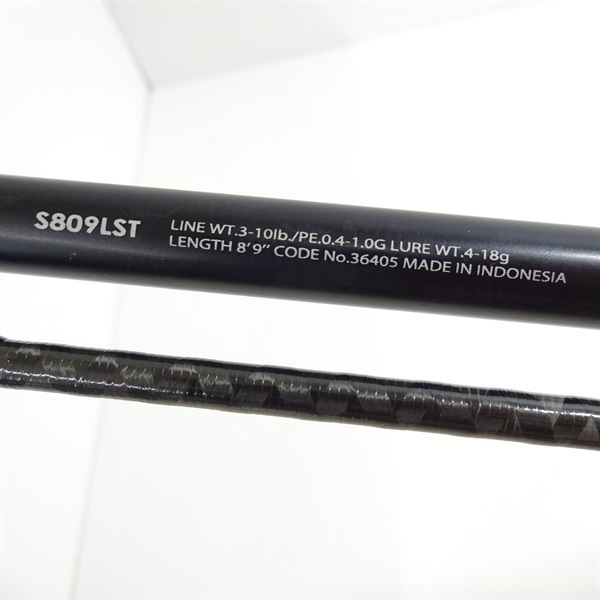 S809LST
LINE WT.3-10lb./PE.0.4-1.0G LURE WT.4-18g
LENGTH 8'9" CODE No.36405 MADE IN INDONESIA